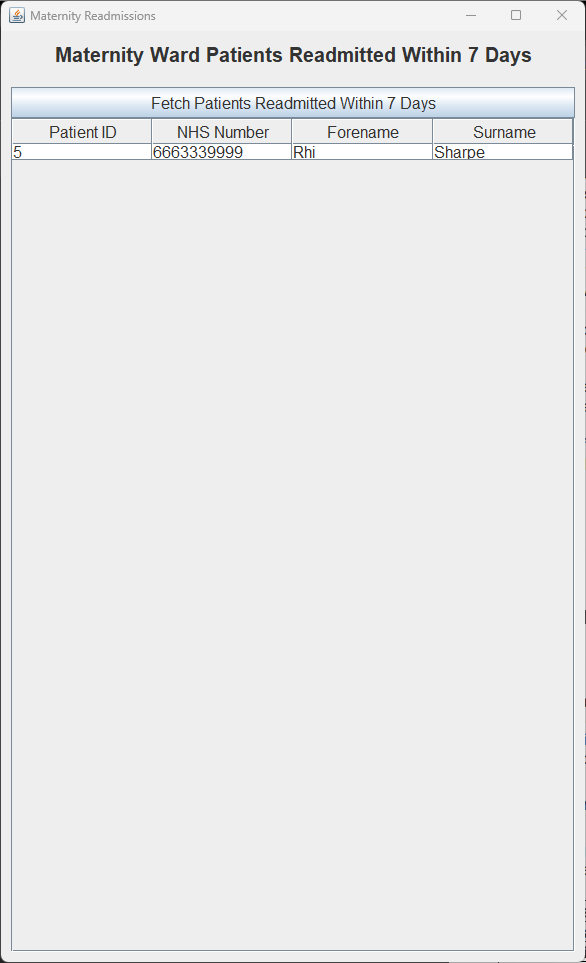 Maternity Readmissions
Maternity Ward Patients Readmitted Within 7 Days
Fetch Patients Readmitted Within 7 Days
Patient ID NHS Number Forename Surname
5 6663339999 Rhi Sharpe